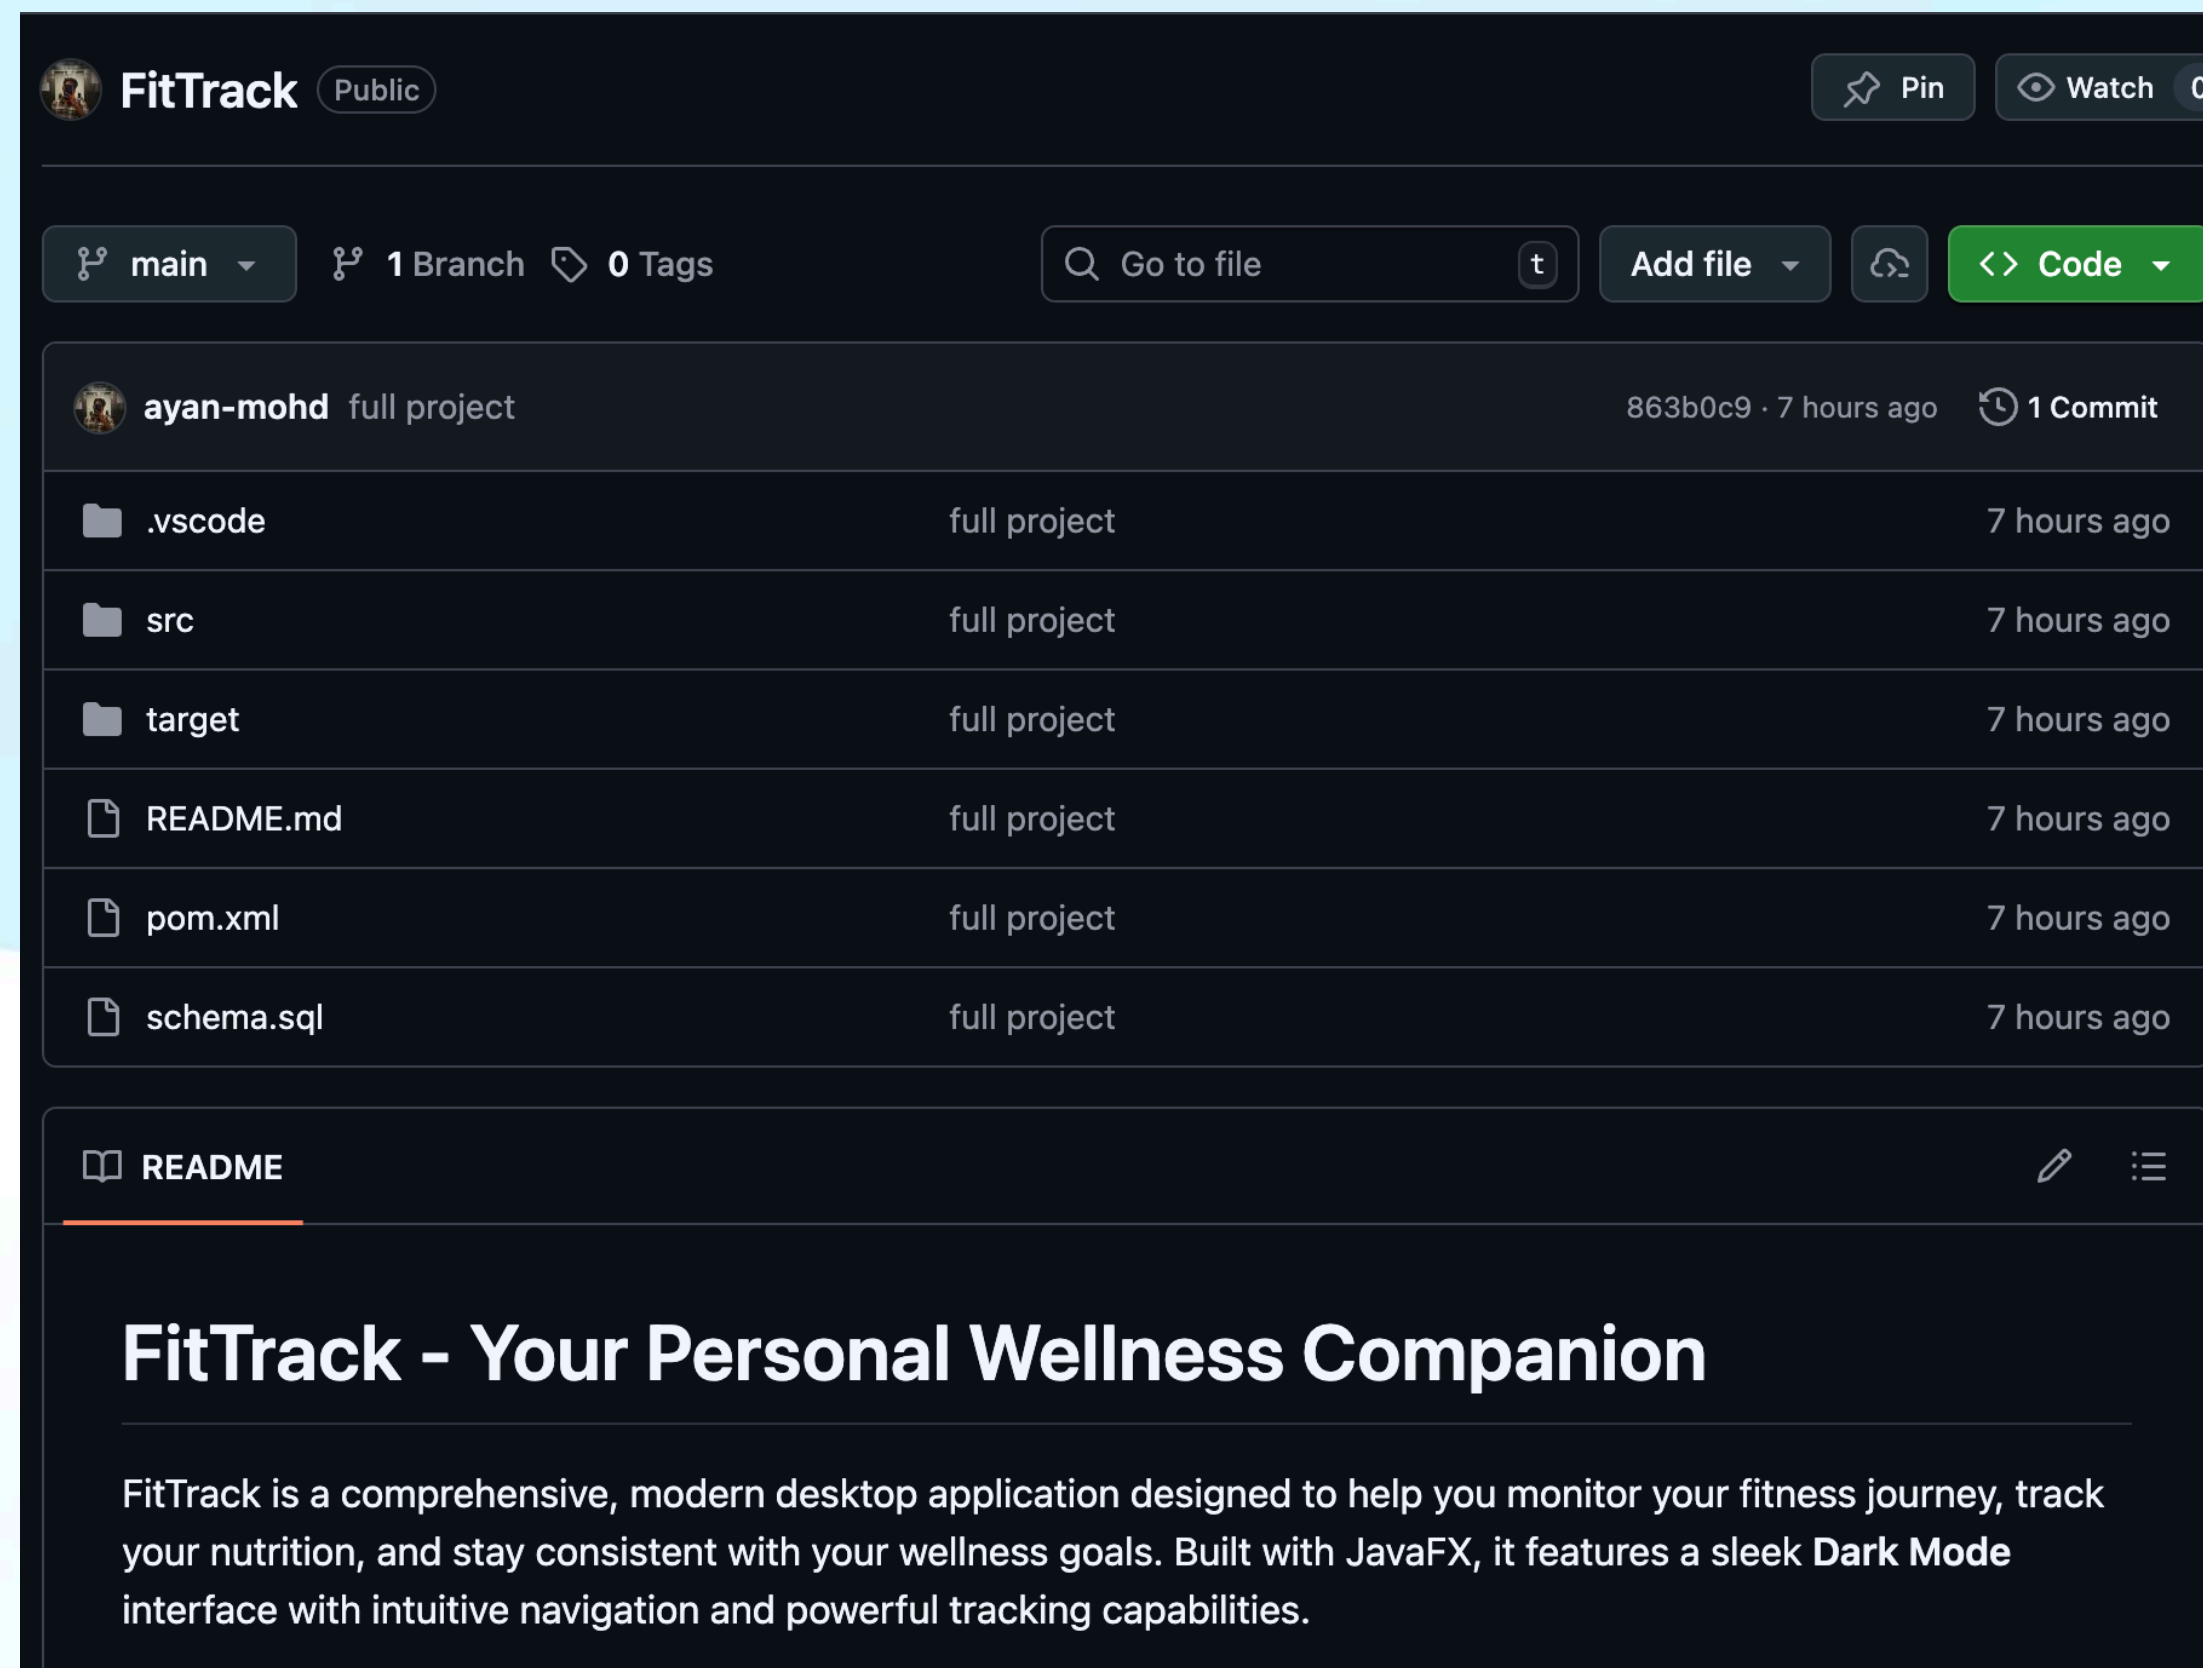 FitTrack Public Pin Watch 0
main 1 Branch 0 Tags Go to file t Add file Code
ayan-mohd full project 863b0c9 · 7 hours ago 1 Commit
.vscode full project 7 hours ago
src full project 7 hours ago
target full project 7 hours ago
README.md full project 7 hours ago
pom.xml full project 7 hours ago
schema.sql full project 7 hours ago
README
FitTrack - Your Personal Wellness Companion
FitTrack is a comprehensive, modern desktop application designed to help you monitor your fitness journey, track
your nutrition, and stay consistent with your wellness goals. Built with JavaFX, it features a sleek Dark Mode
interface with intuitive navigation and powerful tracking capabilities.